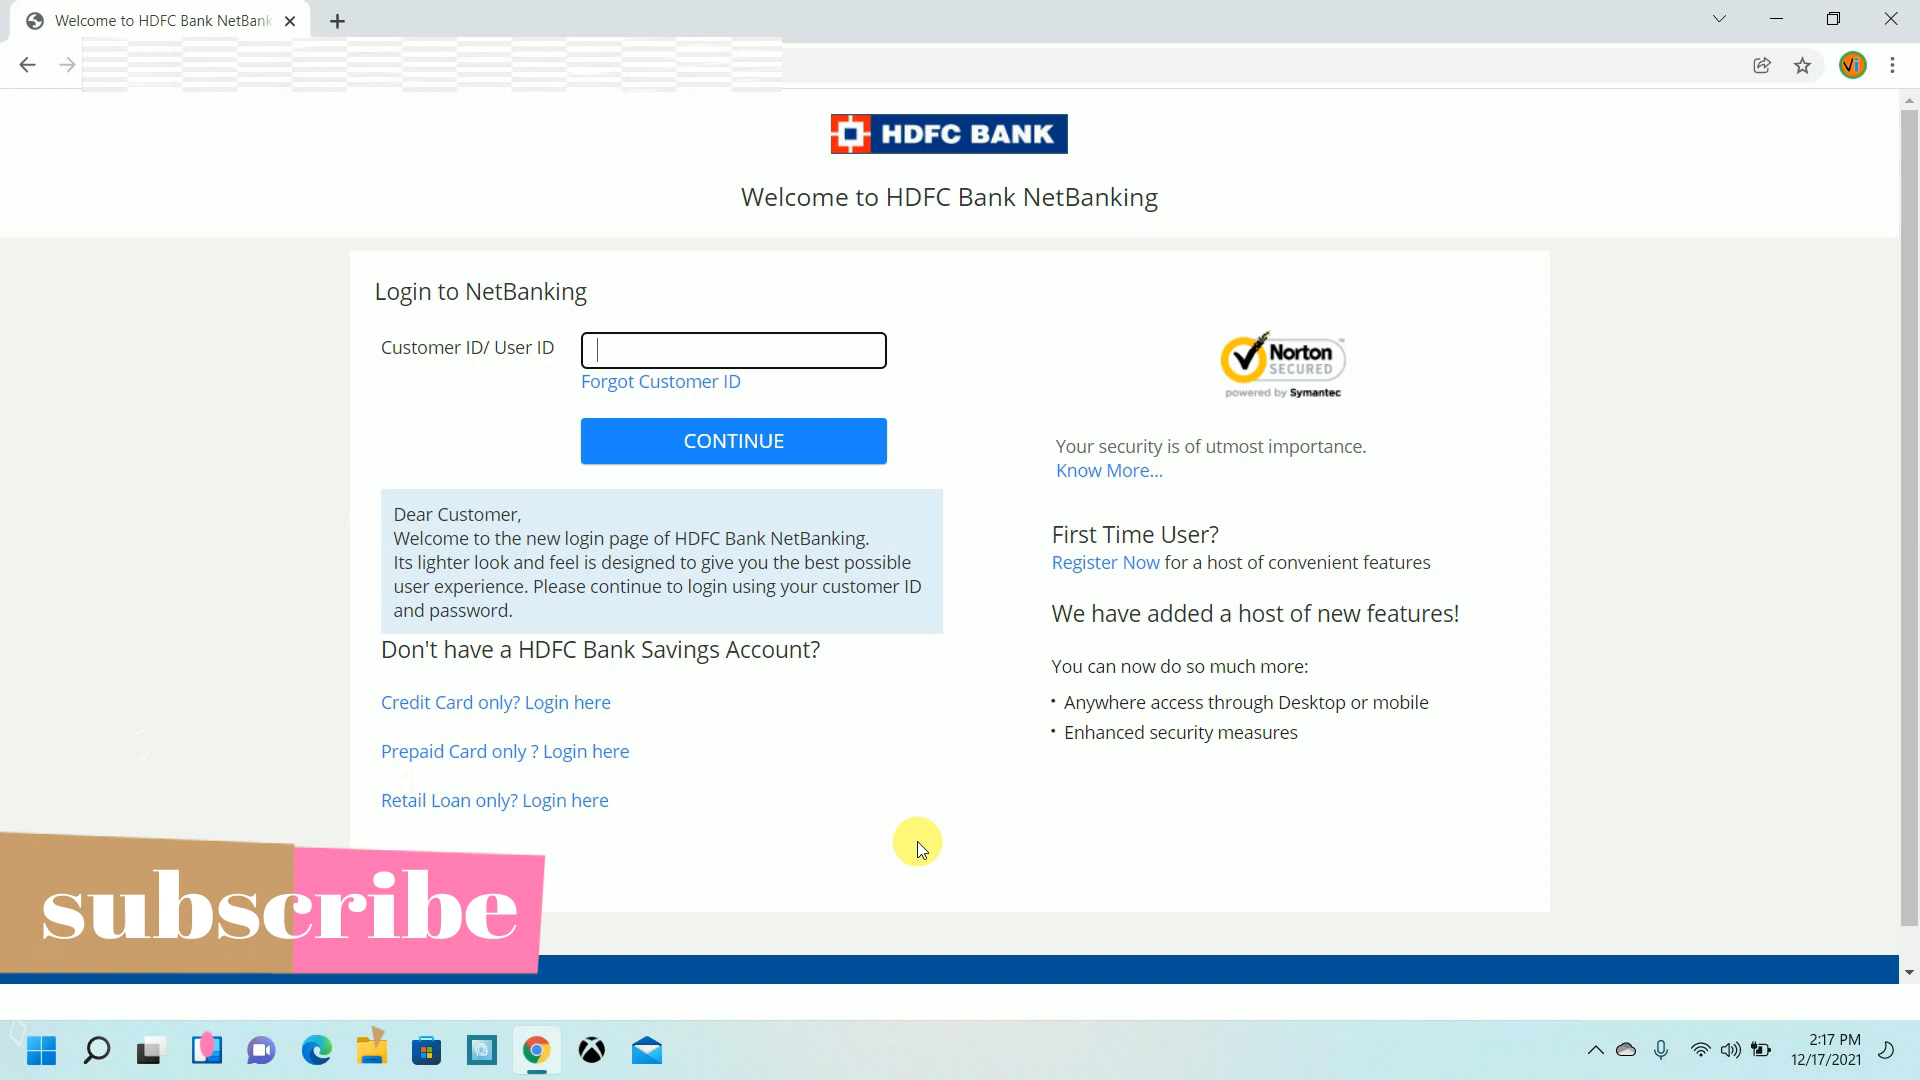 Welcome to HDFC Bank NetBank
HDFC BANK
Welcome to HDFC Bank NetBanking
Login to NetBanking
Customer ID/ User ID
Forgot Customer ID
CONTINUE
Dear Customer,
Welcome to the new login page of HDFC Bank NetBanking.
Its lighter look and feel is designed to give you the best possible
user experience. Please continue to login using your customer ID
and password.
Don't have a HDFC Bank Savings Account?
Credit Card only? Login here
Prepaid Card only ? Login here
Retail Loan only? Login here
Norton
SECURED
powered by Symantec
Your security is of utmost importance.
Know More...
First Time User?
Register Now for a host of convenient features
We have added a host of new features!
You can now do so much more:
• Anywhere access through Desktop or mobile
• Enhanced security measures
subscribe
2:17 PM
12/17/2021